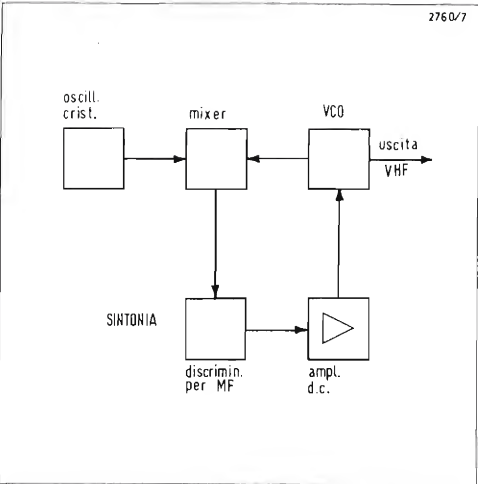 2760/7
oscill.
crist.
mixer
VCO
uscita
VHF
SINTONIA
discrimin.
per MF
ampl.
d.c.